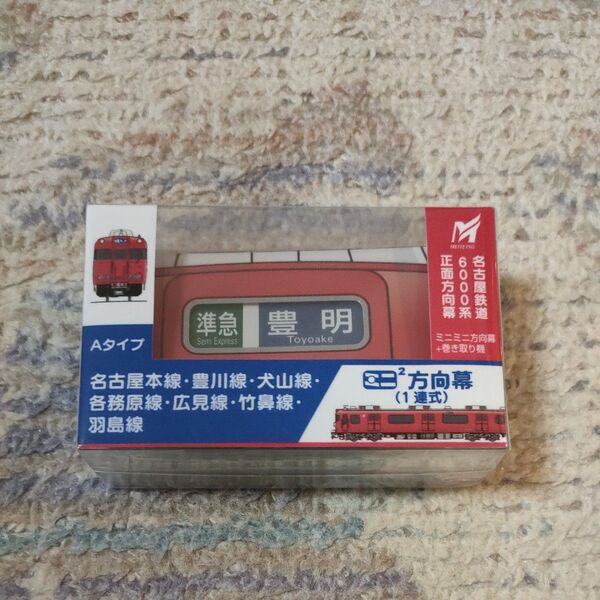 準急
Semi Express
豊明
Toyoake
Aタイプ
名古屋本線・豊川線・犬山線・
各務原線・広見線・竹鼻線・
羽島線
名古屋鉄道
6000系
正面方向幕
ミニミニ方向幕
+巻き取り機
2
方向幕
(1連式)